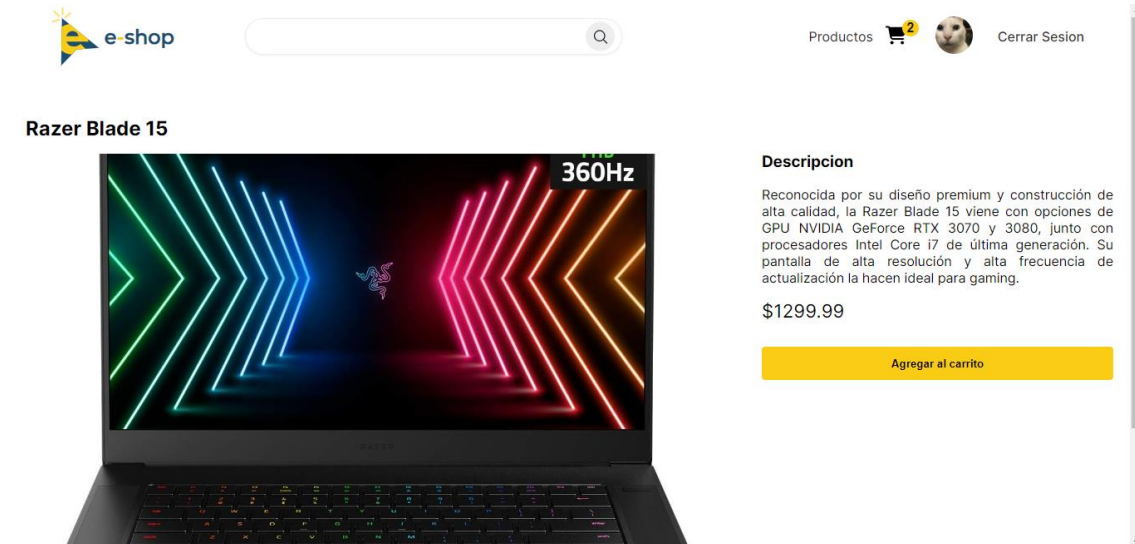 e-shop
Productos
2
Cerrar Sesion
Razer Blade 15
360Hz
Descripcion
Reconocida por su diseño premium y construcción de
alta calidad, la Razer Blade 15 viene con opciones de
GPU NVIDIA GeForce RTX 3070 y 3080, junto con
procesadores Intel Core i7 de última generación. Su
pantalla de alta resolución y alta frecuencia de
actualización la hacen ideal para gaming.
$1299.99
Agregar al carrito
RAZER